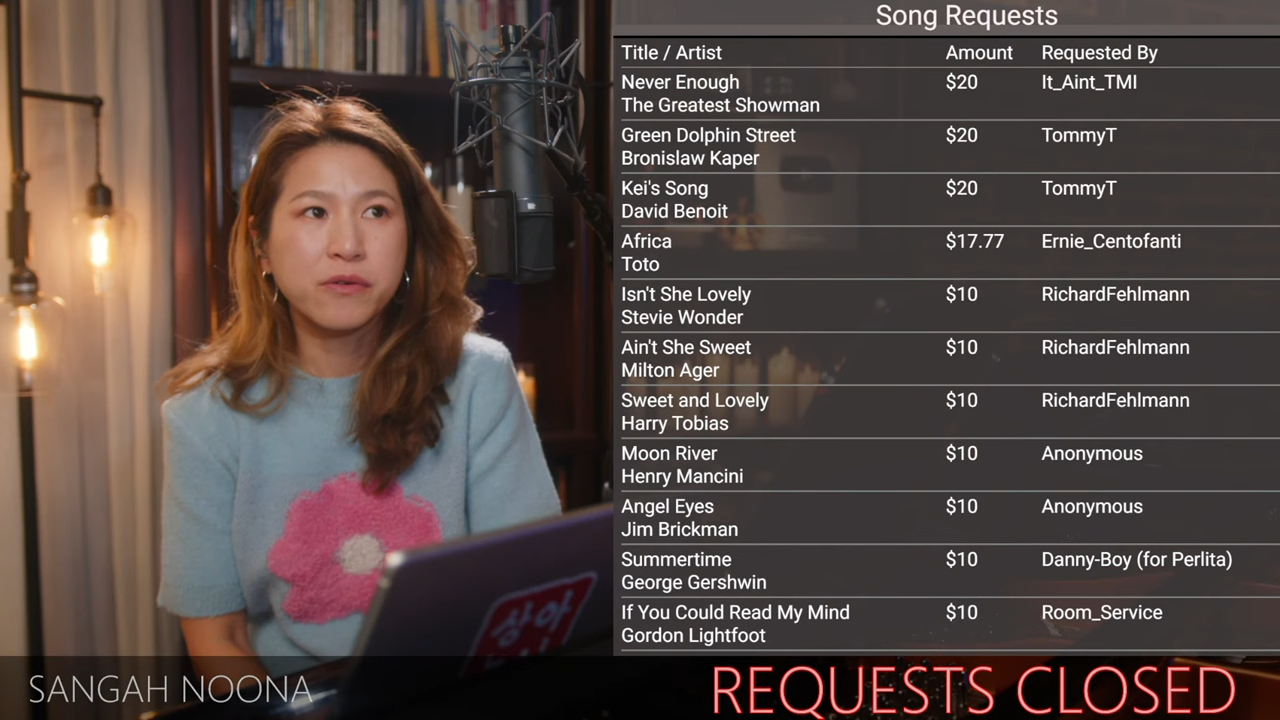 Song Requests
Title / Artist Amount Requested By
Never Enough $20 It_Aint_TMI
The Greatest Showman
Green Dolphin Street $20 TommyT
Bronislaw Kaper
Kei's Song $20 TommyT
David Benoit
Africa $17.77 Ernie_Centofanti
Toto
Isn't She Lovely $10 RichardFehlmann
Stevie Wonder
Ain't She Sweet $10 RichardFehlmann
Milton Ager
Sweet and Lovely $10 RichardFehlmann
Harry Tobias
Moon River $10 Anonymous
Henry Mancini
Angel Eyes $10 Anonymous
Jim Brickman
Summertime $10 Danny-Boy (for Perlita)
George Gershwin
If You Could Read My Mind $10 Room_Service
Gordon Lightfoot
상아
SANGAH NOONA
REQUESTS CLOSED